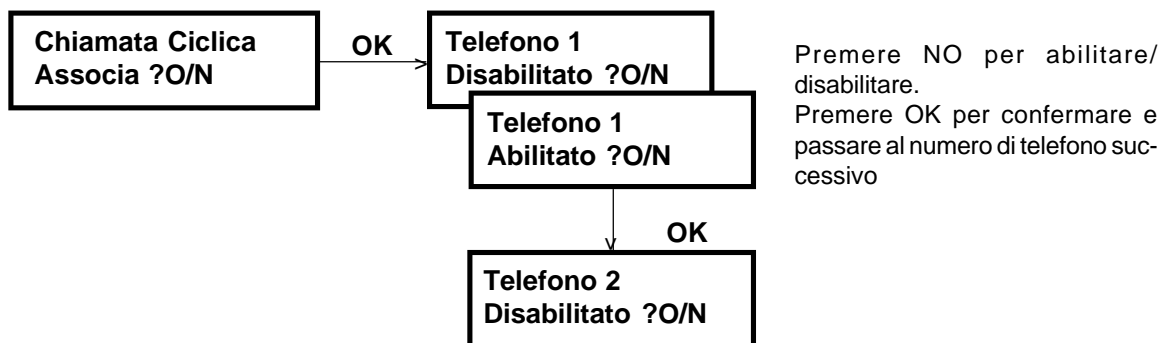 Chiamata Ciclica
Associa ?O/N
OK
Telefono 1
Disabilitato ?O/N
Telefono 1
Abilitato ?O/N
OK
Telefono 2
Disabilitato ?O/N
Premere NO per abilitare/
disabilitare.
Premere OK per confermare e
passare al numero di telefono suc-
cessivo